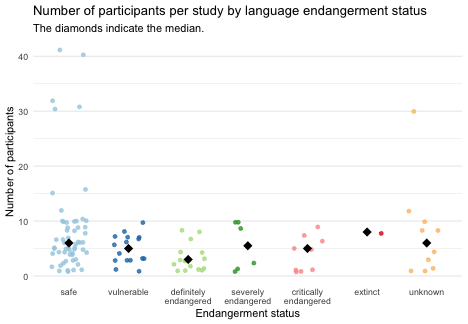 Number of participants per study by language endangerment status
The diamonds indicate the median.
Number of participants
40
30
20
10
0
safe
vulnerable
definitely
endangered
severely
endangered
critically
endangered
extinct
unknown
Endangerment status